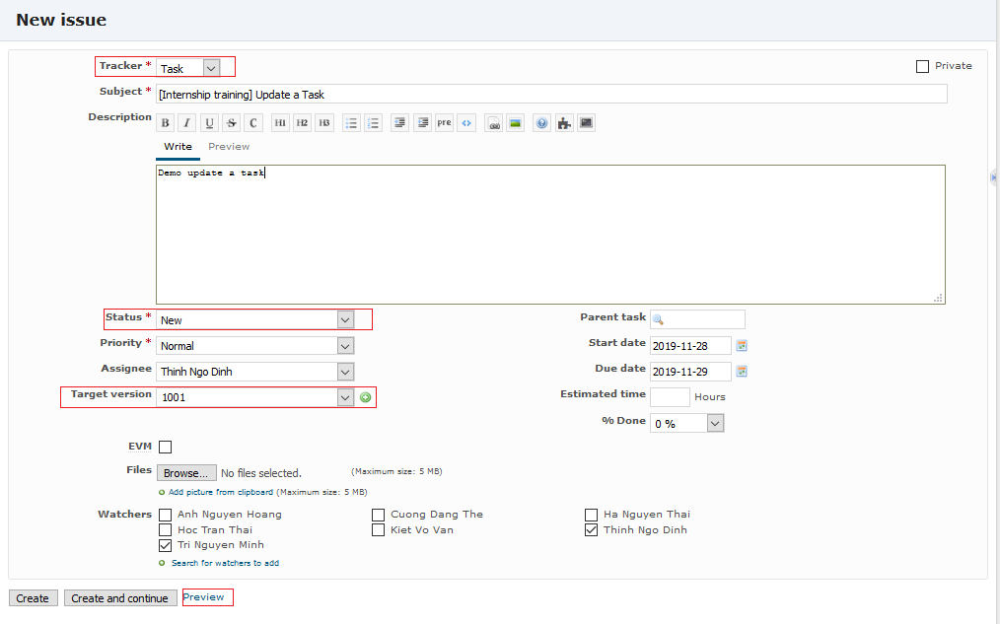 New issue
Tracker * Task
Private
Subject * [Internship training] Update a Task
Description B I U S C H1 H2 H3 pre <>
Write Preview
Demo update a task
Status * New
Parent task
Priority * Normal
Start date 2019-11-28
Assignee Thinh Ngo Dinh
Due date 2019-11-29
Target version 1001
Estimated time Hours
% Done 0 %
EVM
Files Browse... No files selected. (Maximum size: 5 MB)
Add picture from clipboard (Maximum size: 5 MB)
Watchers Anh Nguyen Hoang Cuong Dang The Ha Nguyen Thai
Hoc Tran Thai Kiet Vo Van Thinh Ngo Dinh
Tri Nguyen Minh
Search for watchers to add
Create Create and continue Preview